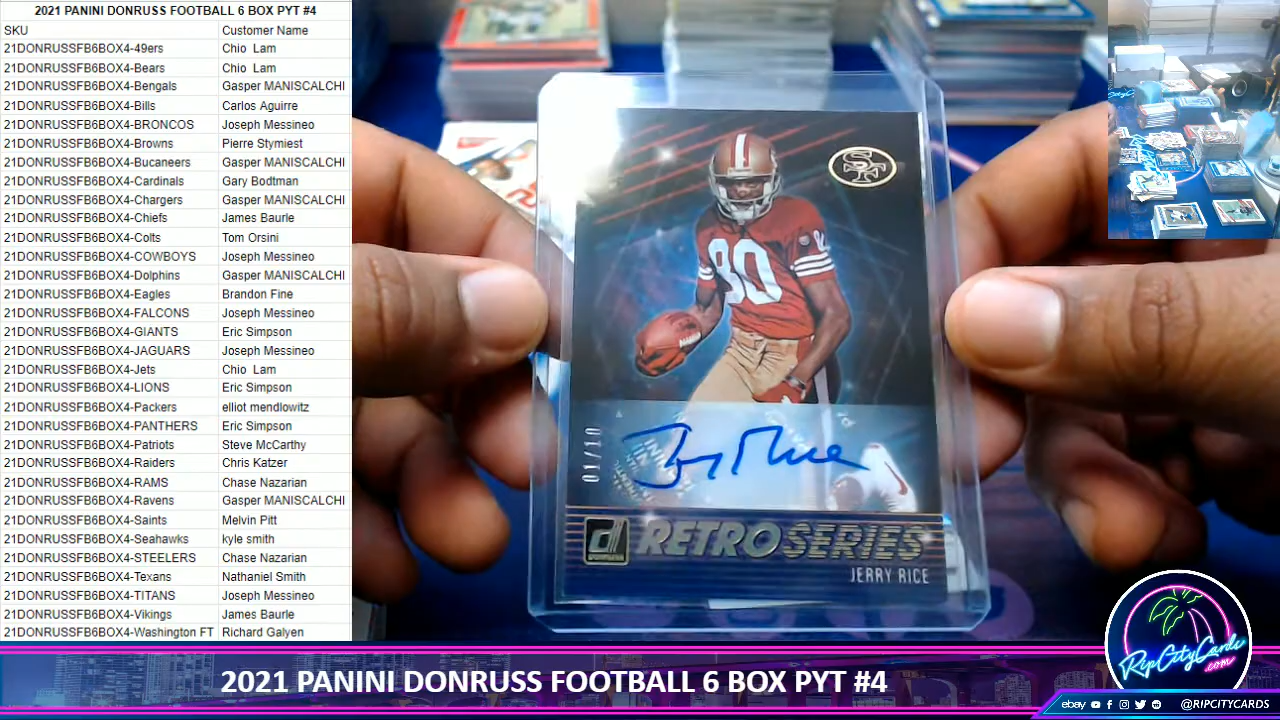 2021 PANINI DONRUSS FOOTBALL 6 BOX PYT #4
SKU Customer Name
21DONRUSSFB6BOX4-49ers Chio Lam
21DONRUSSFB6BOX4-Bears Chio Lam
21DONRUSSFB6BOX4-Bengals Gasper MANISCALCHI
21DONRUSSFB6BOX4-Bills Carlos Aguirre
21DONRUSSFB6BOX4-BRONCOS Joseph Messineo
21DONRUSSFB6BOX4-Browns Pierre Stymiest
21DONRUSSFB6BOX4-Bucaneers Gasper MANISCALCHI
21DONRUSSFB6BOX4-Cardinals Gary Bodtman
21DONRUSSFB6BOX4-Chargers Gasper MANISCALCHI
21DONRUSSFB6BOX4-Chiefs James Baurle
21DONRUSSFB6BOX4-Colts Tom Orsini
21DONRUSSFB6BOX4-COWBOYS Joseph Messineo
21DONRUSSFB6BOX4-Dolphins Gasper MANISCALCHI
21DONRUSSFB6BOX4-Eagles Brandon Fine
21DONRUSSFB6BOX4-FALCONS Joseph Messineo
21DONRUSSFB6BOX4-GIANTS Eric Simpson
21DONRUSSFB6BOX4-JAGUARS Joseph Messineo
21DONRUSSFB6BOX4-Jets Chio Lam
21DONRUSSFB6BOX4-LIONS Eric Simpson
21DONRUSSFB6BOX4-Packers elliot mendlowitz
21DONRUSSFB6BOX4-PANTHERS Eric Simpson
21DONRUSSFB6BOX4-Patriots Steve McCarthy
21DONRUSSFB6BOX4-Raiders Chris Katzer
21DONRUSSFB6BOX4-RAMS Chase Nazarian
21DONRUSSFB6BOX4-Ravens Gasper MANISCALCHI
21DONRUSSFB6BOX4-Saints Melvin Pitt
21DONRUSSFB6BOX4-Seahawks kyle smith
21DONRUSSFB6BOX4-STEELERS Chase Nazarian
21DONRUSSFB6BOX4-Texans Nathaniel Smith
21DONRUSSFB6BOX4-TITANS Joseph Messineo
21DONRUSSFB6BOX4-Vikings James Baurle
21DONRUSSFB6BOX4-Washington FT Richard Galyen
SF
80
01/10
Jerry Rice
d
DONRUSS
RETRO SERIES
JERRY RICE
2021 PANINI DONRUSS FOOTBALL 6 BOX PYT #4
RipCityCards
.com
ebay @RIPCITYCARDS